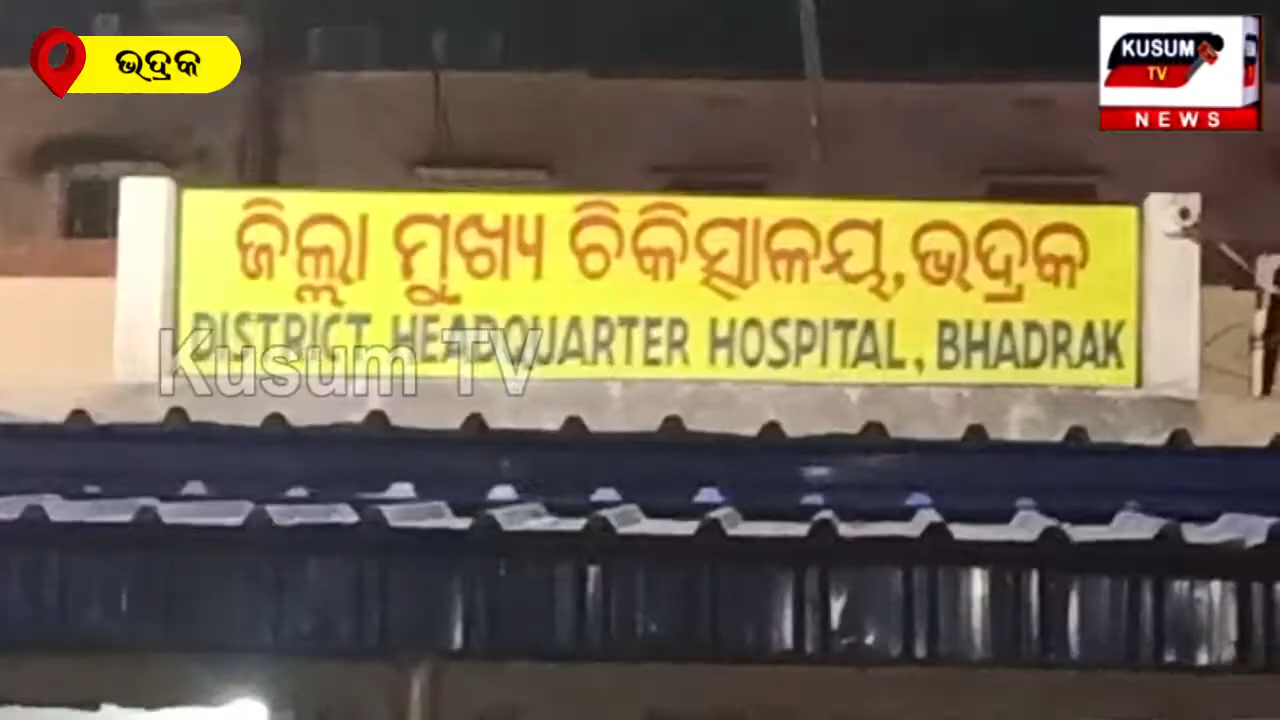 ଭଦ୍ରକ
KUSUM
TV
NEWS
ଜିଲ୍ଲା ମୁଖ୍ୟ ଚିକିତ୍ସାଳୟ, ଭଦ୍ରକ
DISTRICT HEADQUARTER HOSPITAL, BHADRAK
Kusum TV